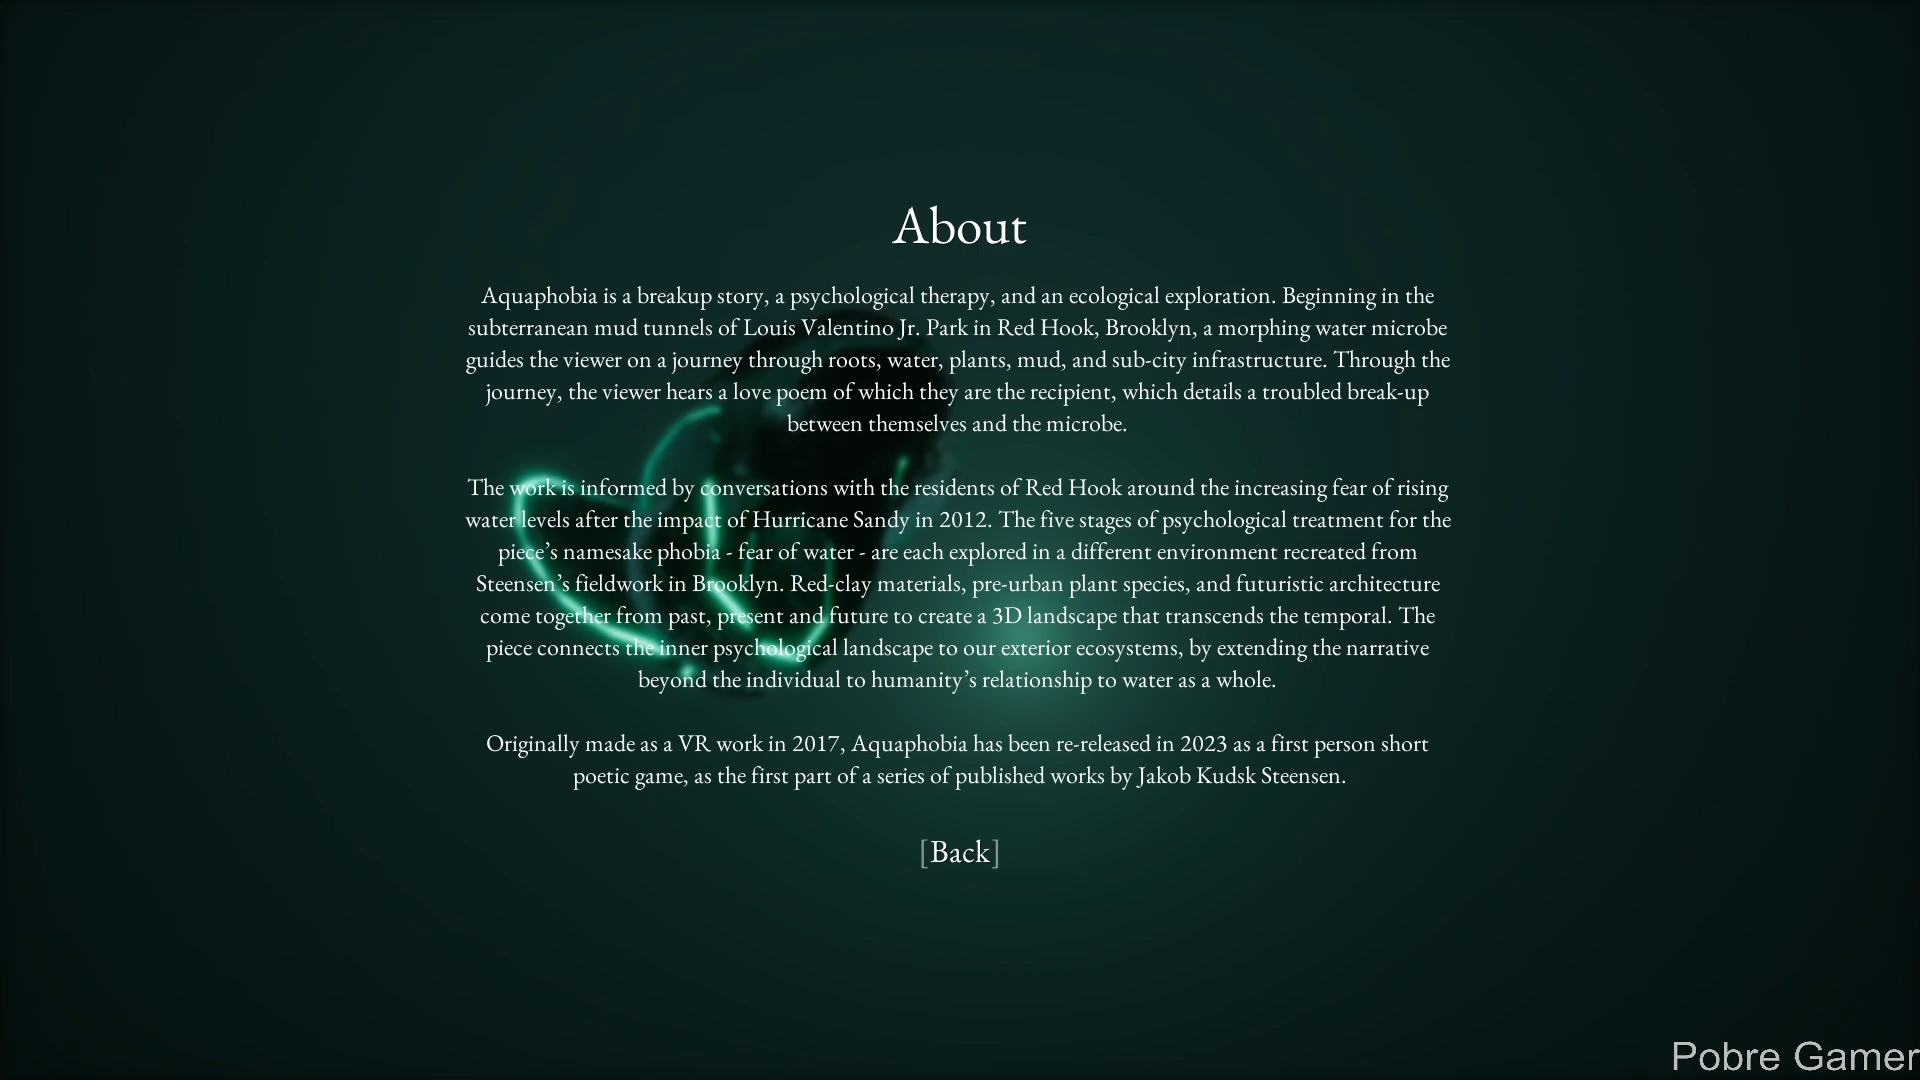 About
Aquaphobia is a breakup story, a psychological therapy, and an ecological exploration. Beginning in the
subterranean mud tunnels of Louis Valentino Jr. Park in Red Hook, Brooklyn, a morphing water microbe
guides the viewer on a journey through roots, water, plants, mud, and sub-city infrastructure. Through the
journey, the viewer hears a love poem of which they are the recipient, which details a troubled break-up
between themselves and the microbe.
The work is informed by conversations with the residents of Red Hook around the increasing fear of rising
water levels after the impact of Hurricane Sandy in 2012. The five stages of psychological treatment for the
piece’s namesake phobia - fear of water - are each explored in a different environment recreated from
Steensen’s fieldwork in Brooklyn. Red-clay materials, pre-urban plant species, and futuristic architecture
come together from past, present and future to create a 3D landscape that transcends the temporal. The
piece connects the inner psychological landscape to our exterior ecosystems, by extending the narrative
beyond the individual to humanity’s relationship to water as a whole.
Originally made as a VR work in 2017, Aquaphobia has been re-released in 2023 as a first person short
poetic game, as the first part of a series of published works by Jakob Kudsk Steensen.
[Back]
Pobre Gamer